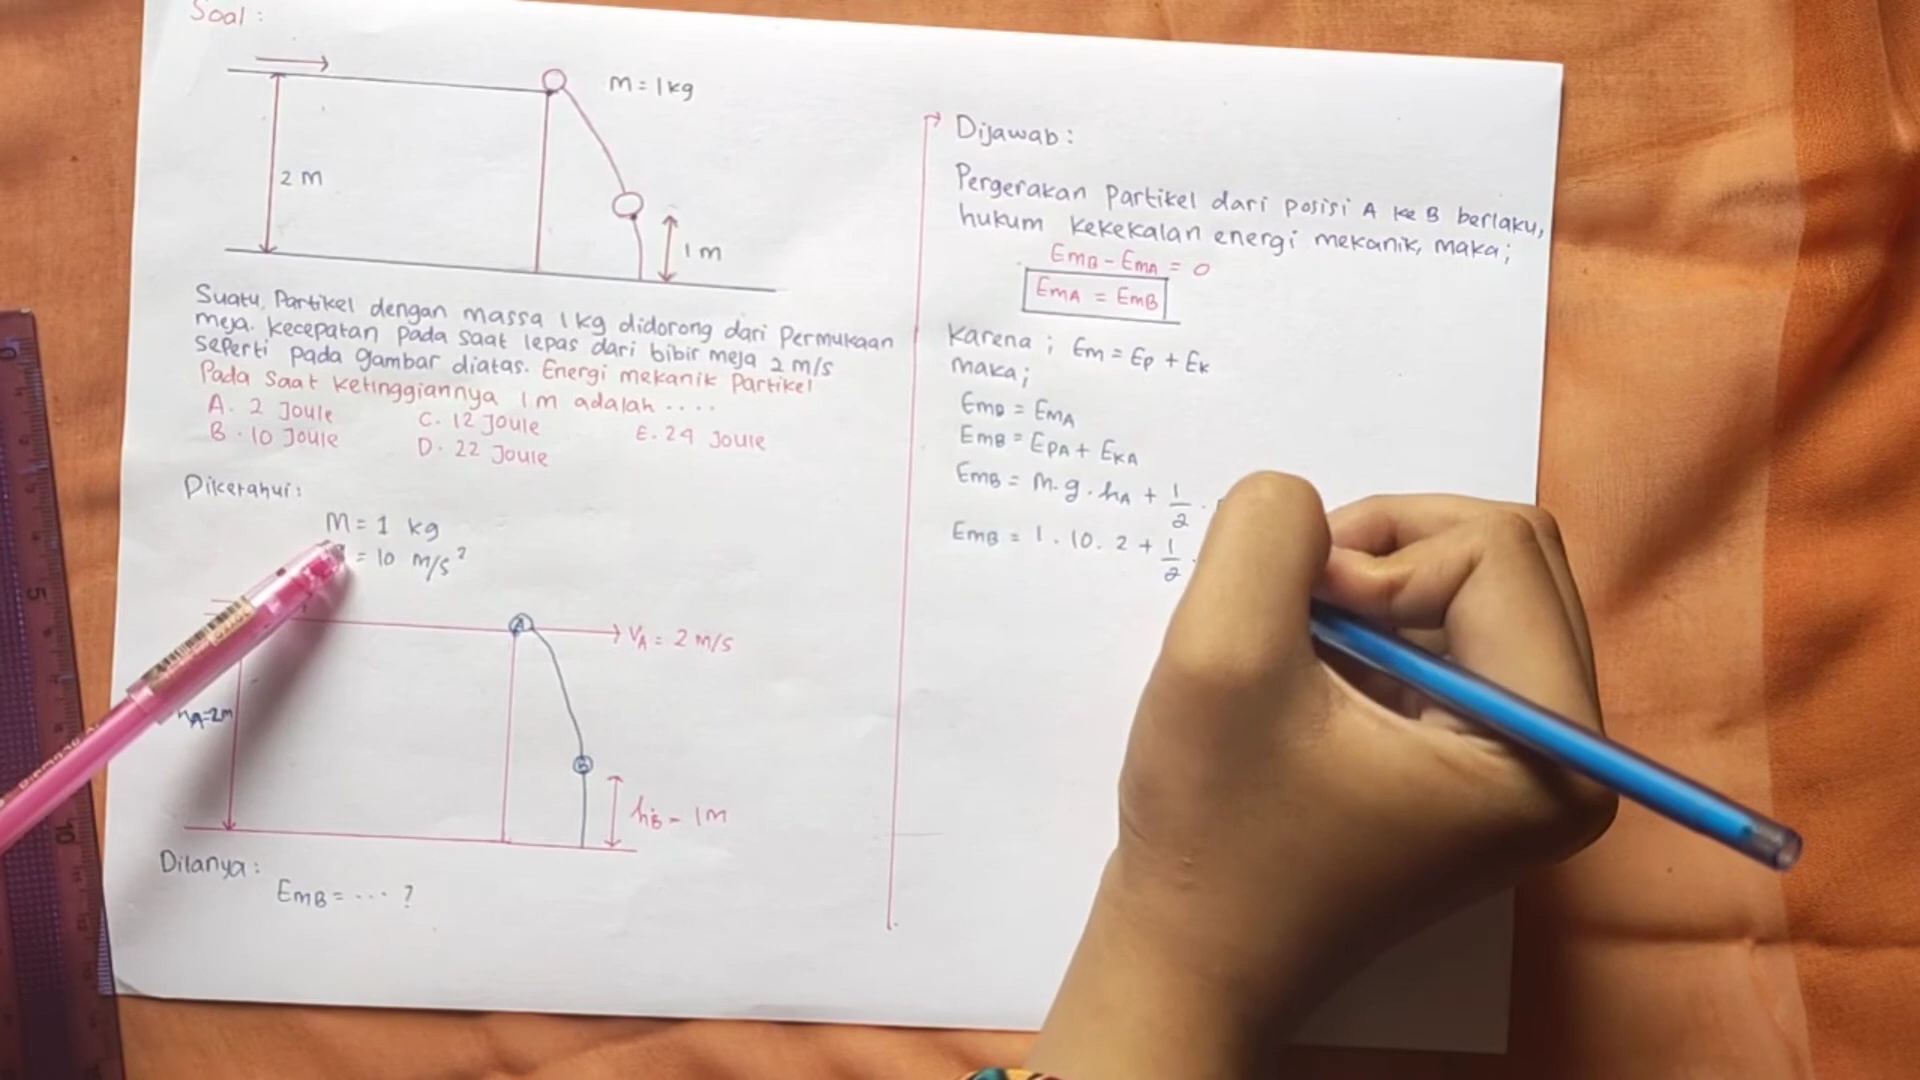 Soal :
m = 1 kg
2 m
1 m
Suatu Partikel dengan massa 1 kg didorong dari Permukaan
meja. Kecepatan pada saat lepas dari bibir meja 2 m/s
seperti pada gambar diatas. Energi mekanik Partikel
Pada saat ketinggiannya 1 m adalah ....
A. 2 Joule C. 12 Joule E. 24 Joule
B. 10 Joule D. 22 Joule
Diketahui :
m = 1 kg
= 10 m/s²
A
VA = 2 m/s
hA = 2m
B
hB = 1m
Ditanya :
EmB = ... ?
Dijawab :
Pergerakan Partikel dari posisi A ke B berlaku,
hukum kekekalan energi mekanik, maka;
EmB - EmA = 0
EmA = EmB
Karena ; Em = Ep + Ek
maka;
EmB = EmA
EmB = EPA + EKA
EmB = m . g . hA + 1/2 .
EmB = 1 . 10 . 2 + 1/2 .
5
10